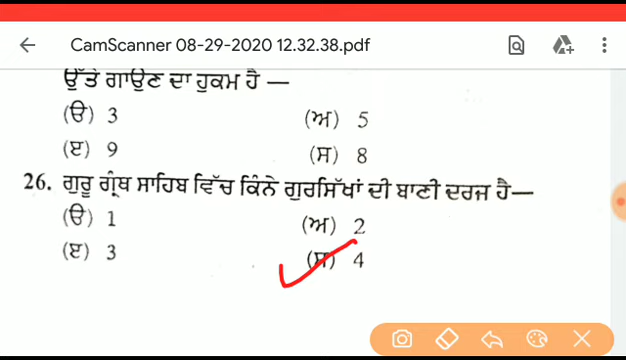 CamScanner 08-29-2020 12.32.38.pdf
ਉੱਤੇ ਗਾਉਣ ਦਾ ਹੁਕਮ ਹੈ —
(ੳ) 3 (ਅ) 5
(ੲ) 9 (ਸ) 8
26. ਗੁਰੂ ਗ੍ਰੰਥ ਸਾਹਿਬ ਵਿੱਚ ਕਿੰਨੇ ਗੁਰਸਿੱਖਾਂ ਦੀ ਬਾਣੀ ਦਰਜ ਹੈ—
(ੳ) 1 (ਅ) 2
(ੲ) 3 (ਸ) 4